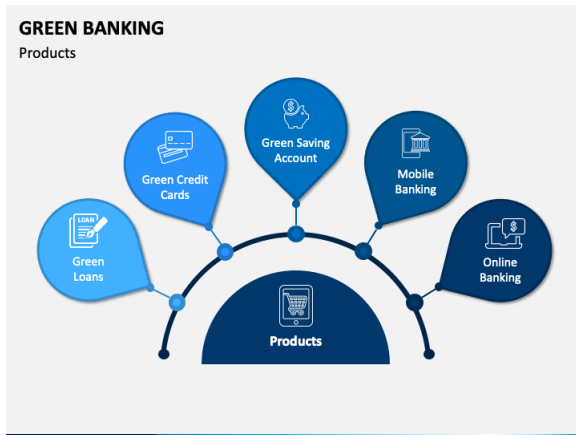 GREEN BANKING
Products
Green Saving
Account
Green Credit
Cards
Mobile
Banking
Green
Loans
LOAN
Online
Banking
Products